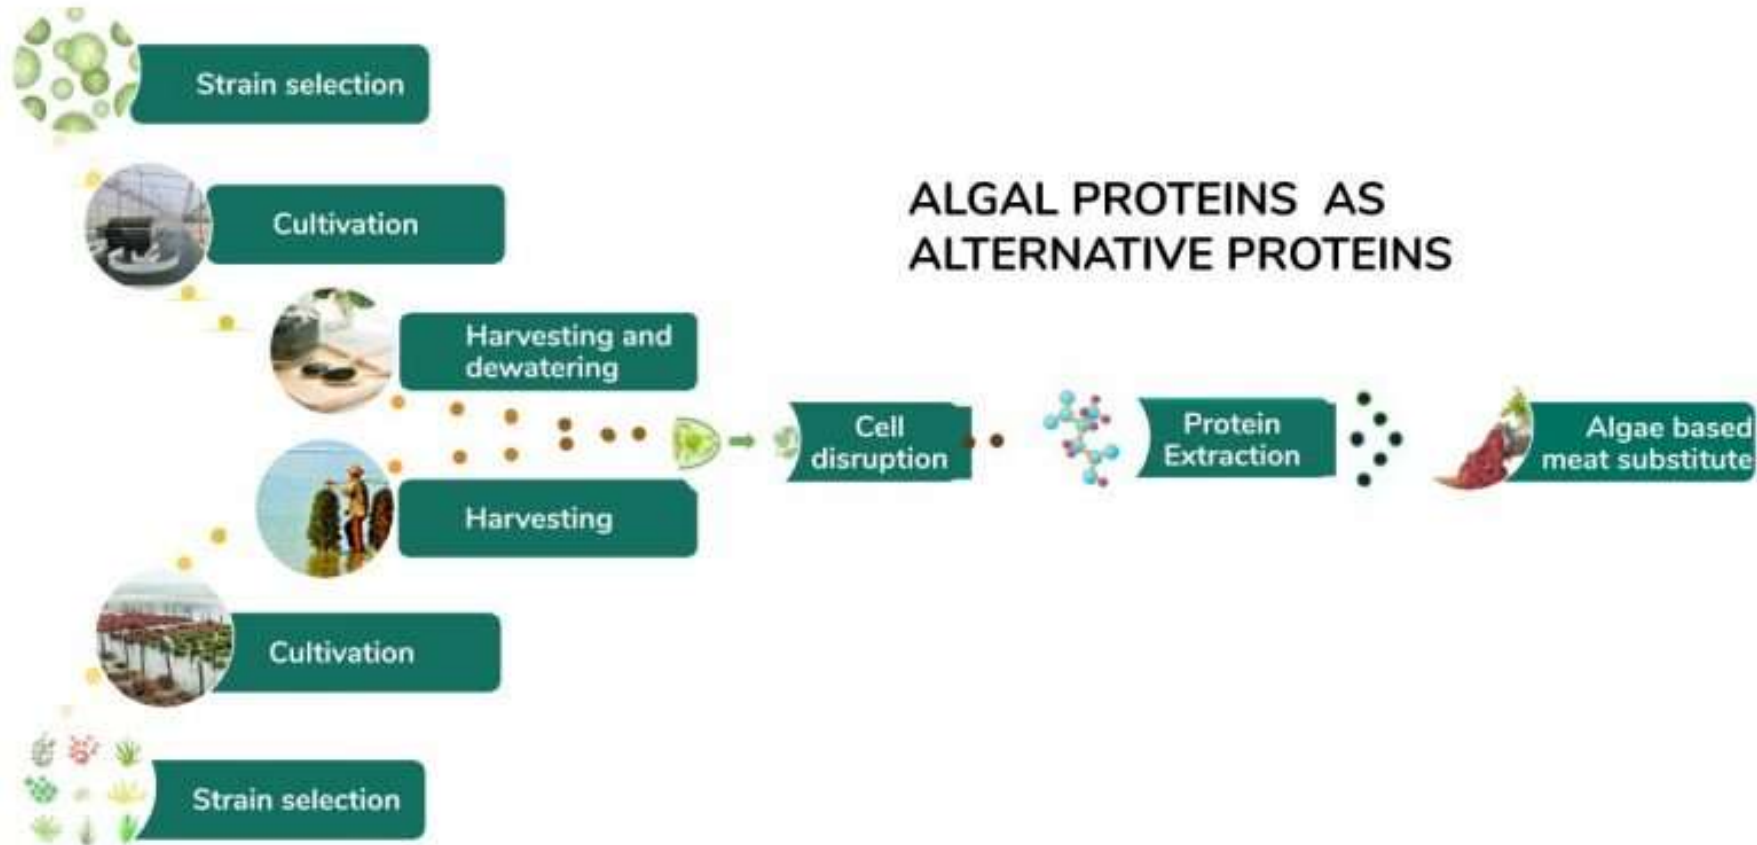 Strain selection
Cultivation
ALGAL PROTEINS AS
ALTERNATIVE PROTEINS
Harvesting and
dewatering
Cell
disruption
Protein
Extraction
Algae based
meat substitute
Harvesting
Cultivation
Strain selection